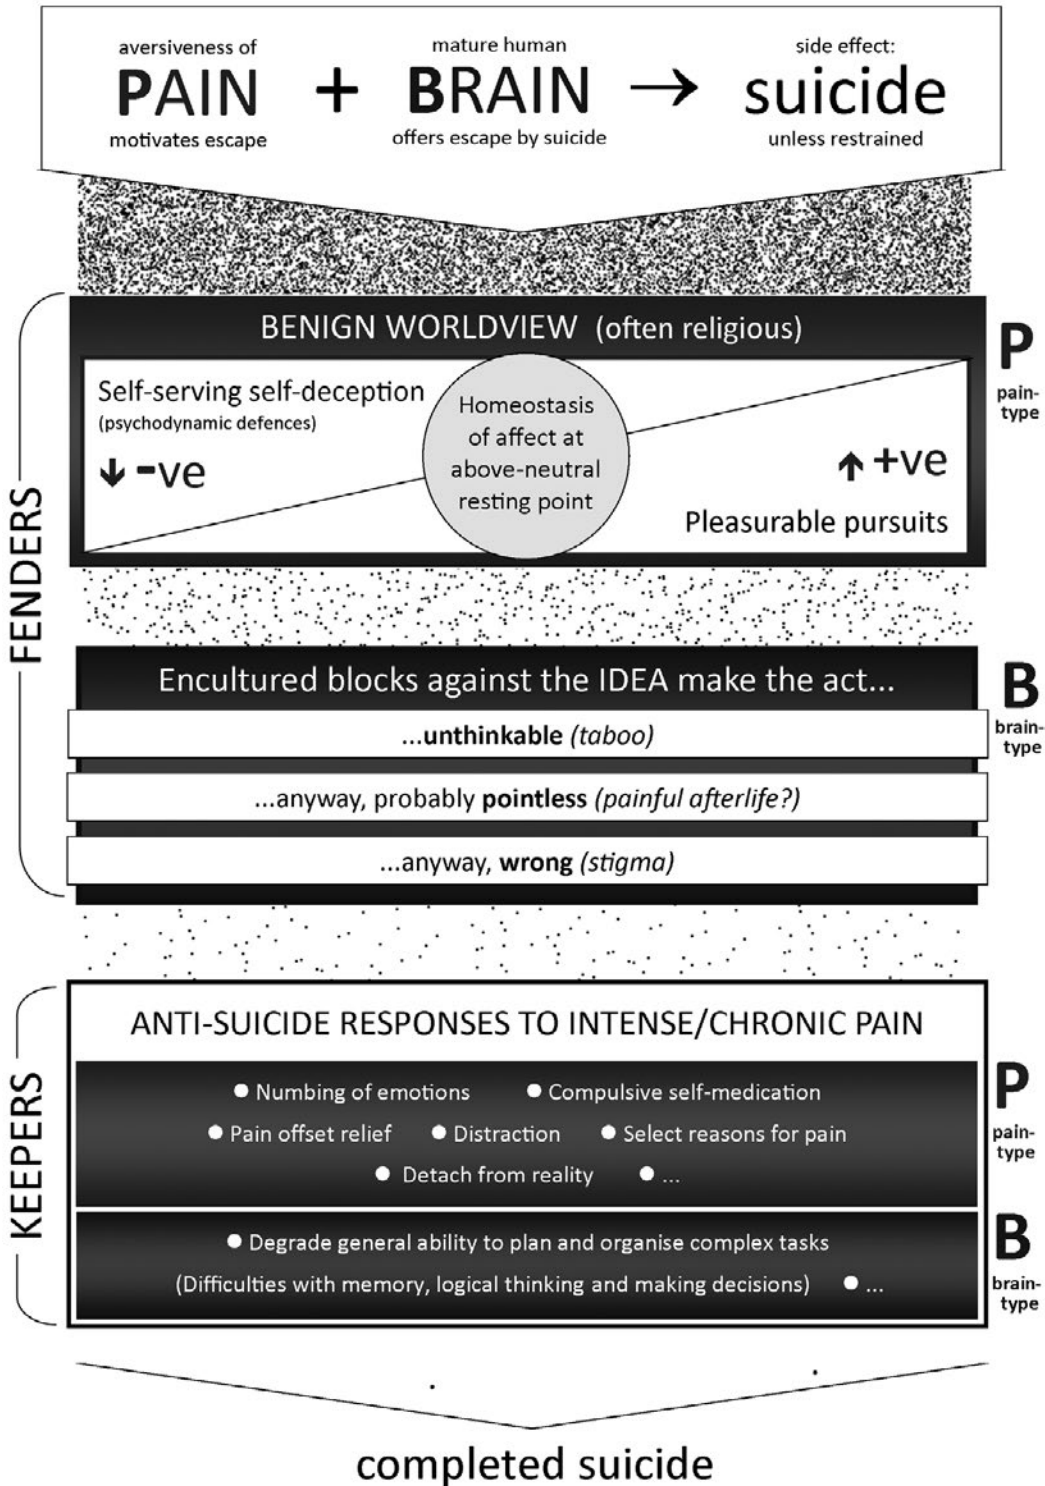 aversiveness of
PAIN
motivates escape
+
mature human
BRAIN
offers escape by suicide
→
side effect:
suicide
unless restrained
FENDERS
BENIGN WORLDVIEW (often religious)
P
pain-
type
Self-serving self-deception
(psychodynamic defences)
↓ -ve
Homeostasis
of affect at
above-neutral
resting point
↑ +ve
Pleasurable pursuits
Encultured blocks against the IDEA make the act...
B
brain-
type
...unthinkable (taboo)
...anyway, probably pointless (painful afterlife?)
...anyway, wrong (stigma)
KEEPERS
ANTI-SUICIDE RESPONSES TO INTENSE/CHRONIC PAIN
P
pain-
type
● Numbing of emotions ● Compulsive self-medication
● Pain offset relief ● Distraction ● Select reasons for pain
● Detach from reality ● ...
B
brain-
type
● Degrade general ability to plan and organise complex tasks
(Difficulties with memory, logical thinking and making decisions) ● ...
completed suicide